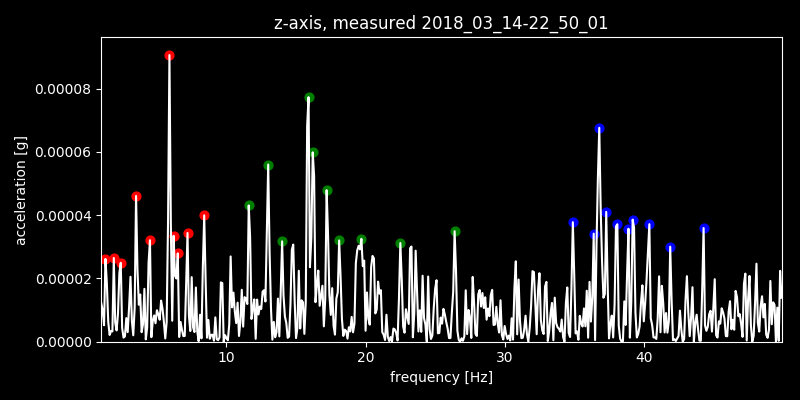 z-axis, measured 2018_03_14-22_50_01
acceleration [g]
0.00008
0.00006
0.00004
0.00002
0.00000
10 20 30 40
frequency [Hz]